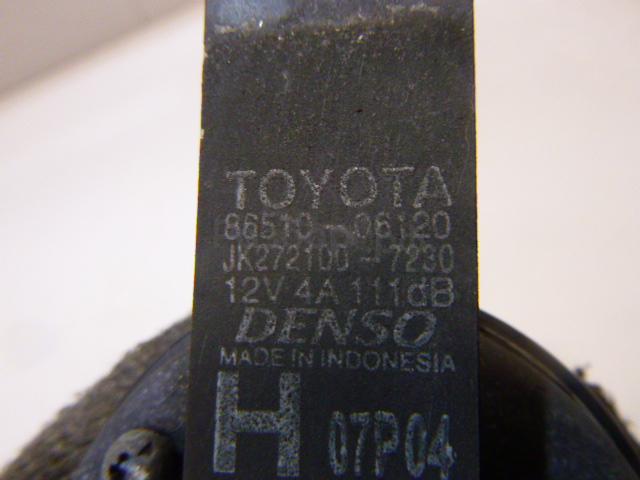 TOYOTA
86510-06120
JK272100-7230
12V 4A 111dB
DENSO
MADE IN INDONESIA
H 07P04